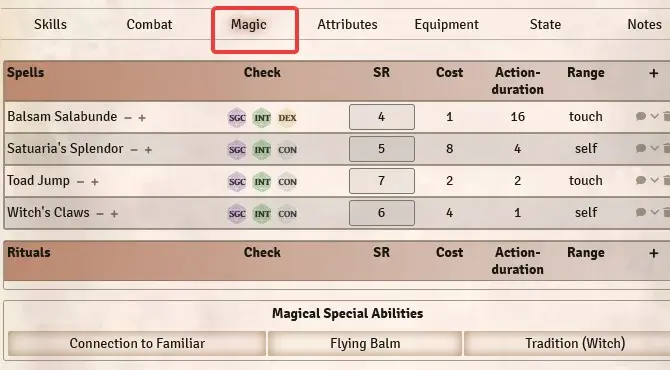 Skills Combat Magic Attributes Equipment State Notes
Spells Check SR Cost Action-duration Range +
Balsam Salabunde − + SGC INT DEX 4 1 16 touch
Satuaria's Splendor − + SGC INT CON 5 8 4 self
Toad Jump − + SGC INT CON 7 2 2 touch
Witch's Claws − + SGC INT CON 6 4 1 self
Rituals Check SR Cost Action-duration Range +
Magical Special Abilities
Connection to Familiar Flying Balm Tradition (Witch)